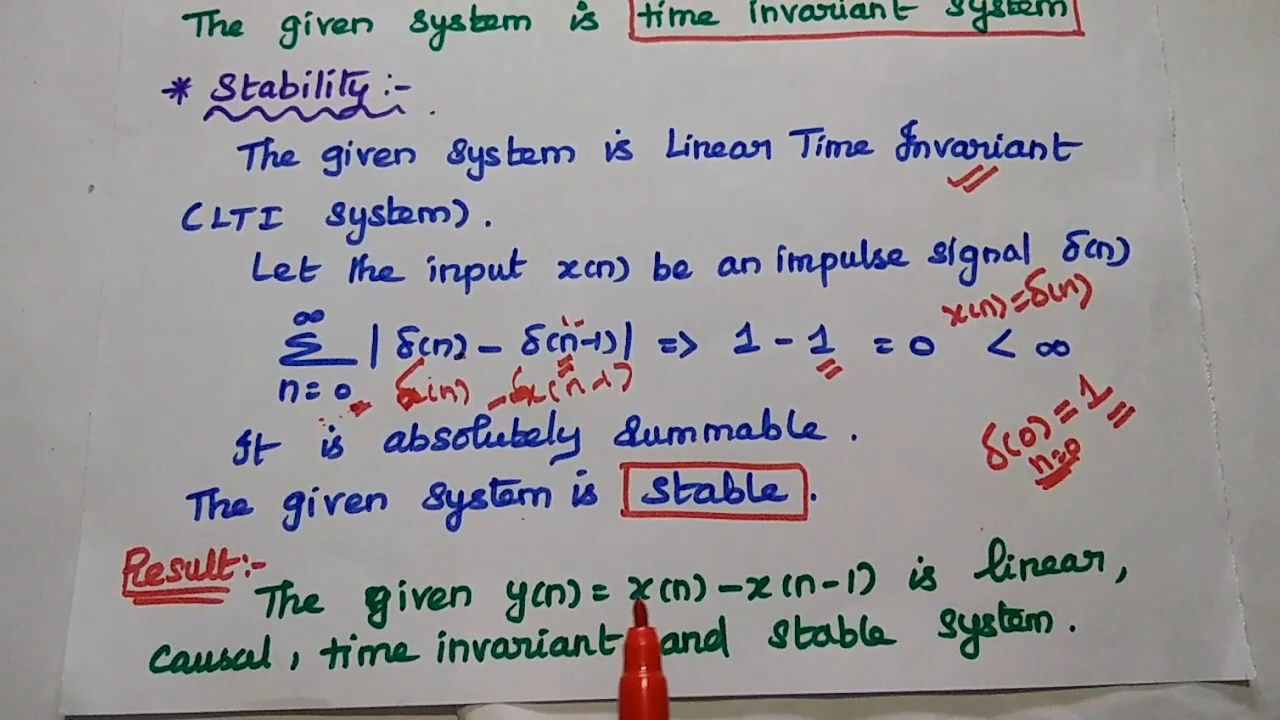 The given system is time invariant system
* Stability :-
The given system is Linear Time Invariant
(LTI system).
Let the input x(n) be an impulse signal δ(n)
x(n) = δ(n)
∞
Σ | δ(n) - δ(n-1)| => 1 - 1 = 0 < ∞
n = 0
δ(0) = 1
n=0
It is absolutely summable.
The given system is stable.
Result:-
The given y(n) = x(n) - x(n-1) is linear,
causal, time invariant and stable system.